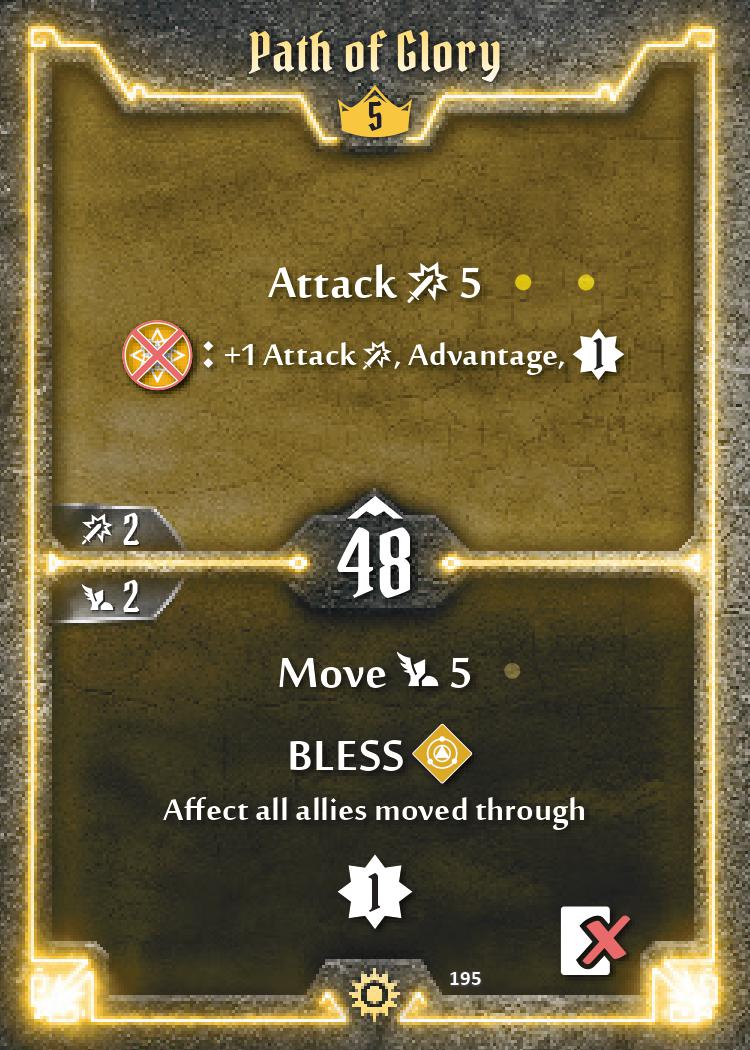 Path of Glory
5
Attack 5
: +1 Attack , Advantage, 1
2
48
2
Move 5
BLESS
Affect all allies moved through
1
195